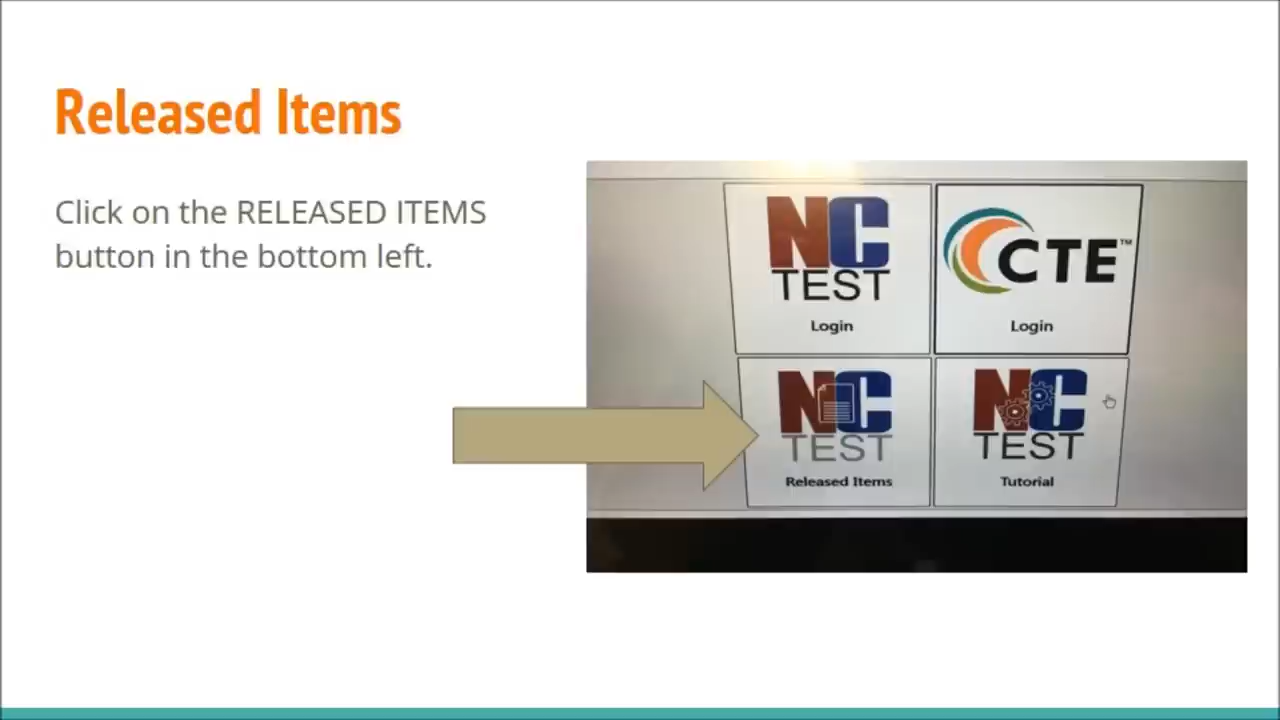 Released Items
Click on the RELEASED ITEMS
button in the bottom left.
NC
TEST
Login
CTE™
Login
NC
TEST
Released Items
NC
TEST
Tutorial